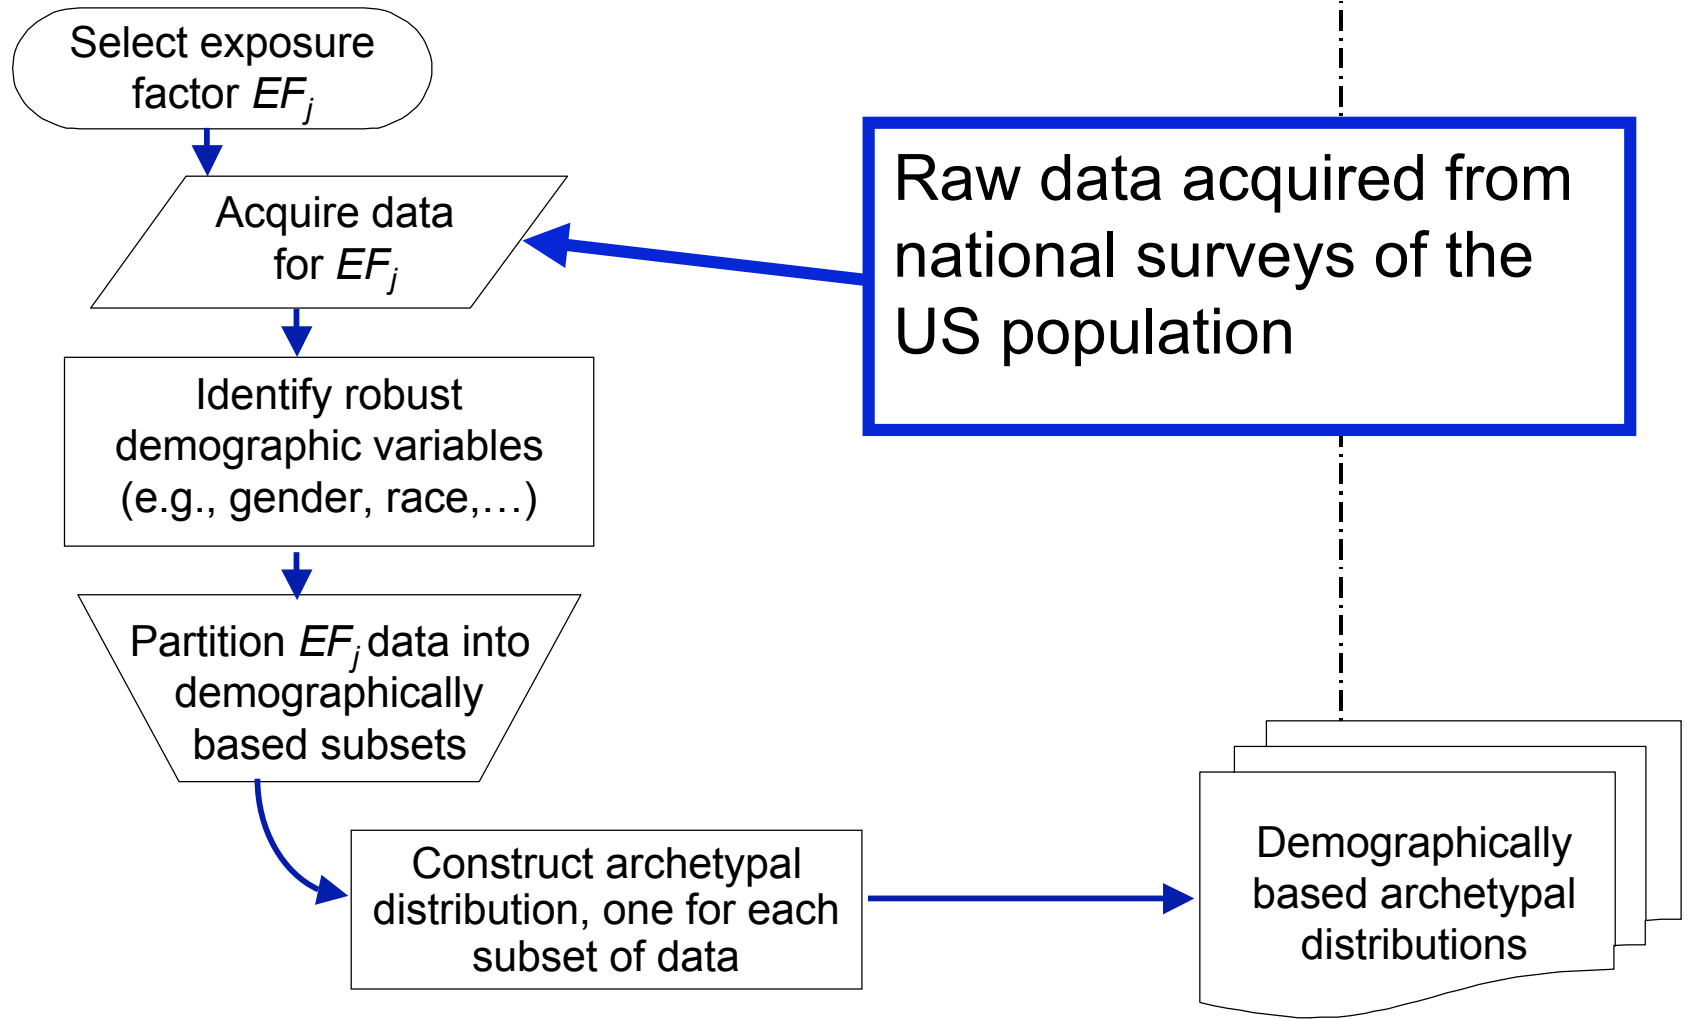 Select exposure
factor EFj
Acquire data
for EFj
Raw data acquired from
national surveys of the
US population
Identify robust
demographic variables
(e.g., gender, race,…)
Partition EFj data into
demographically
based subsets
Construct archetypal
distribution, one for each
subset of data
Demographically
based archetypal
distributions